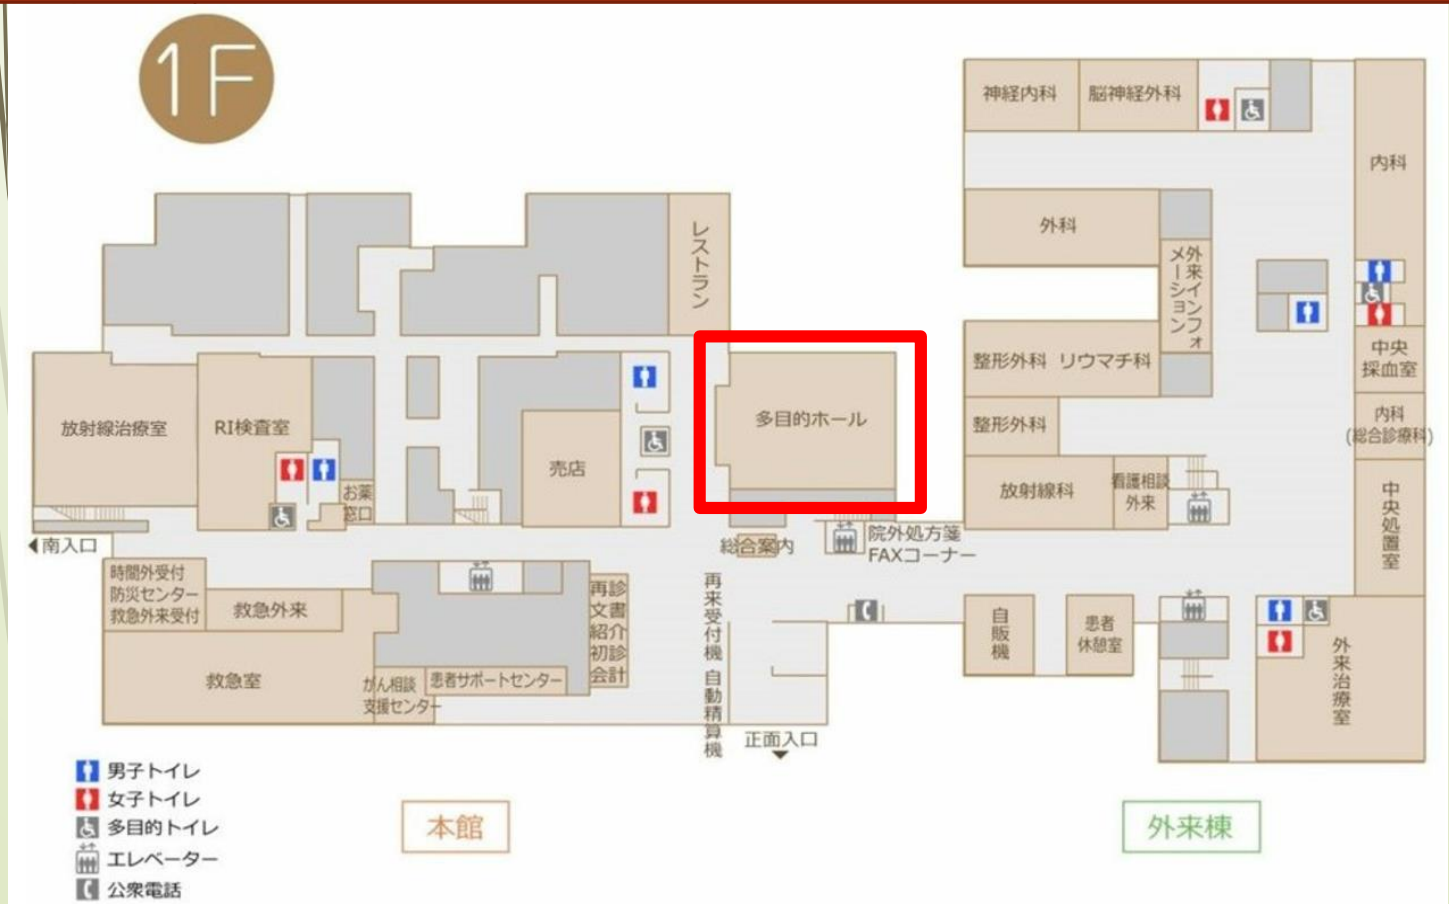 1F
神経内科
脳神経外科
内科
外科
レストラン
外来インフォメーション
整形外科 リウマチ科
中央
採血室
放射線治療室
RI検査室
多目的ホール
整形外科
内科
(総合診療科)
売店
お薬
窓口
放射線科
看護相談
外来
中央処置室
南入口
総合案内
院外処方箋
FAXコーナー
時間外受付
防災センター
救急外来受付
救急外来
再診
文書
紹介
初診
会計
再来受付機 自動精算機
自販機
患者
休憩室
外来治療室
救急室
がん相談
支援センター
患者サポートセンター
正面入口
男子トイレ
女子トイレ
多目的トイレ
エレベーター
公衆電話
本館
外来棟